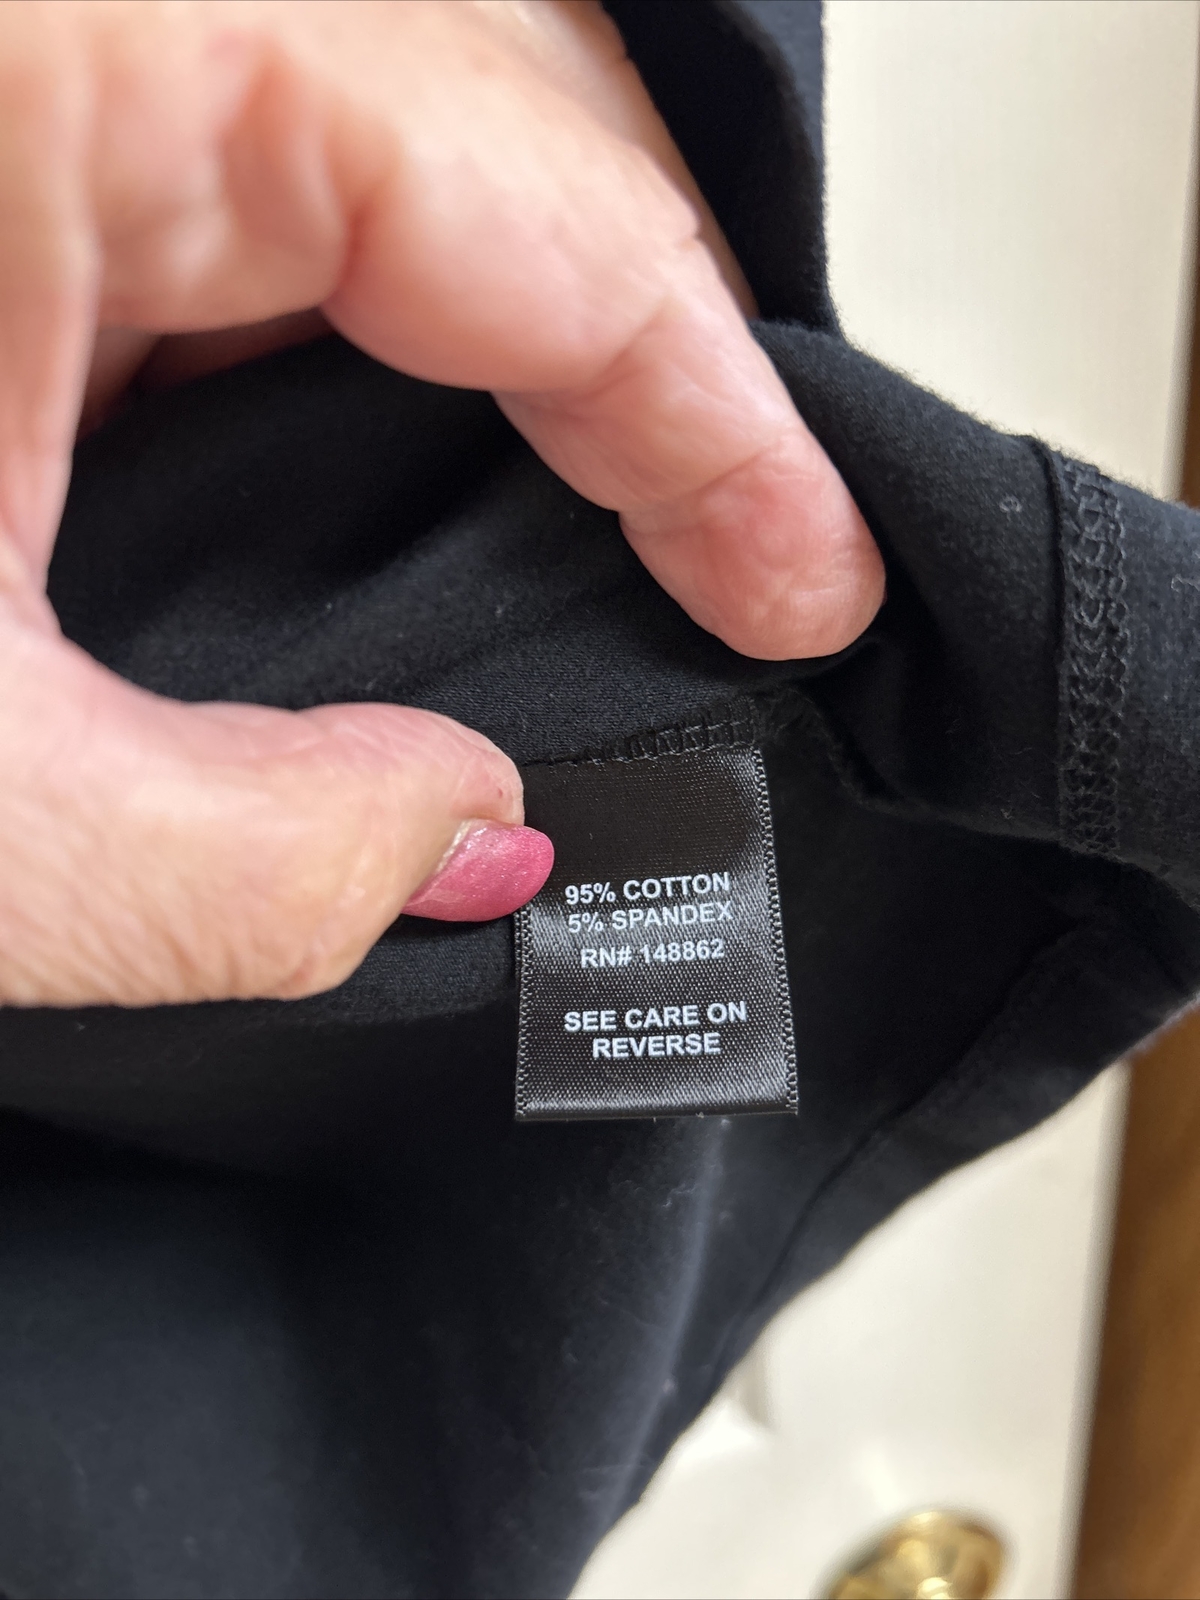 95% COTTON
5% SPANDEX
RN# 148862
SEE CARE ON
REVERSE